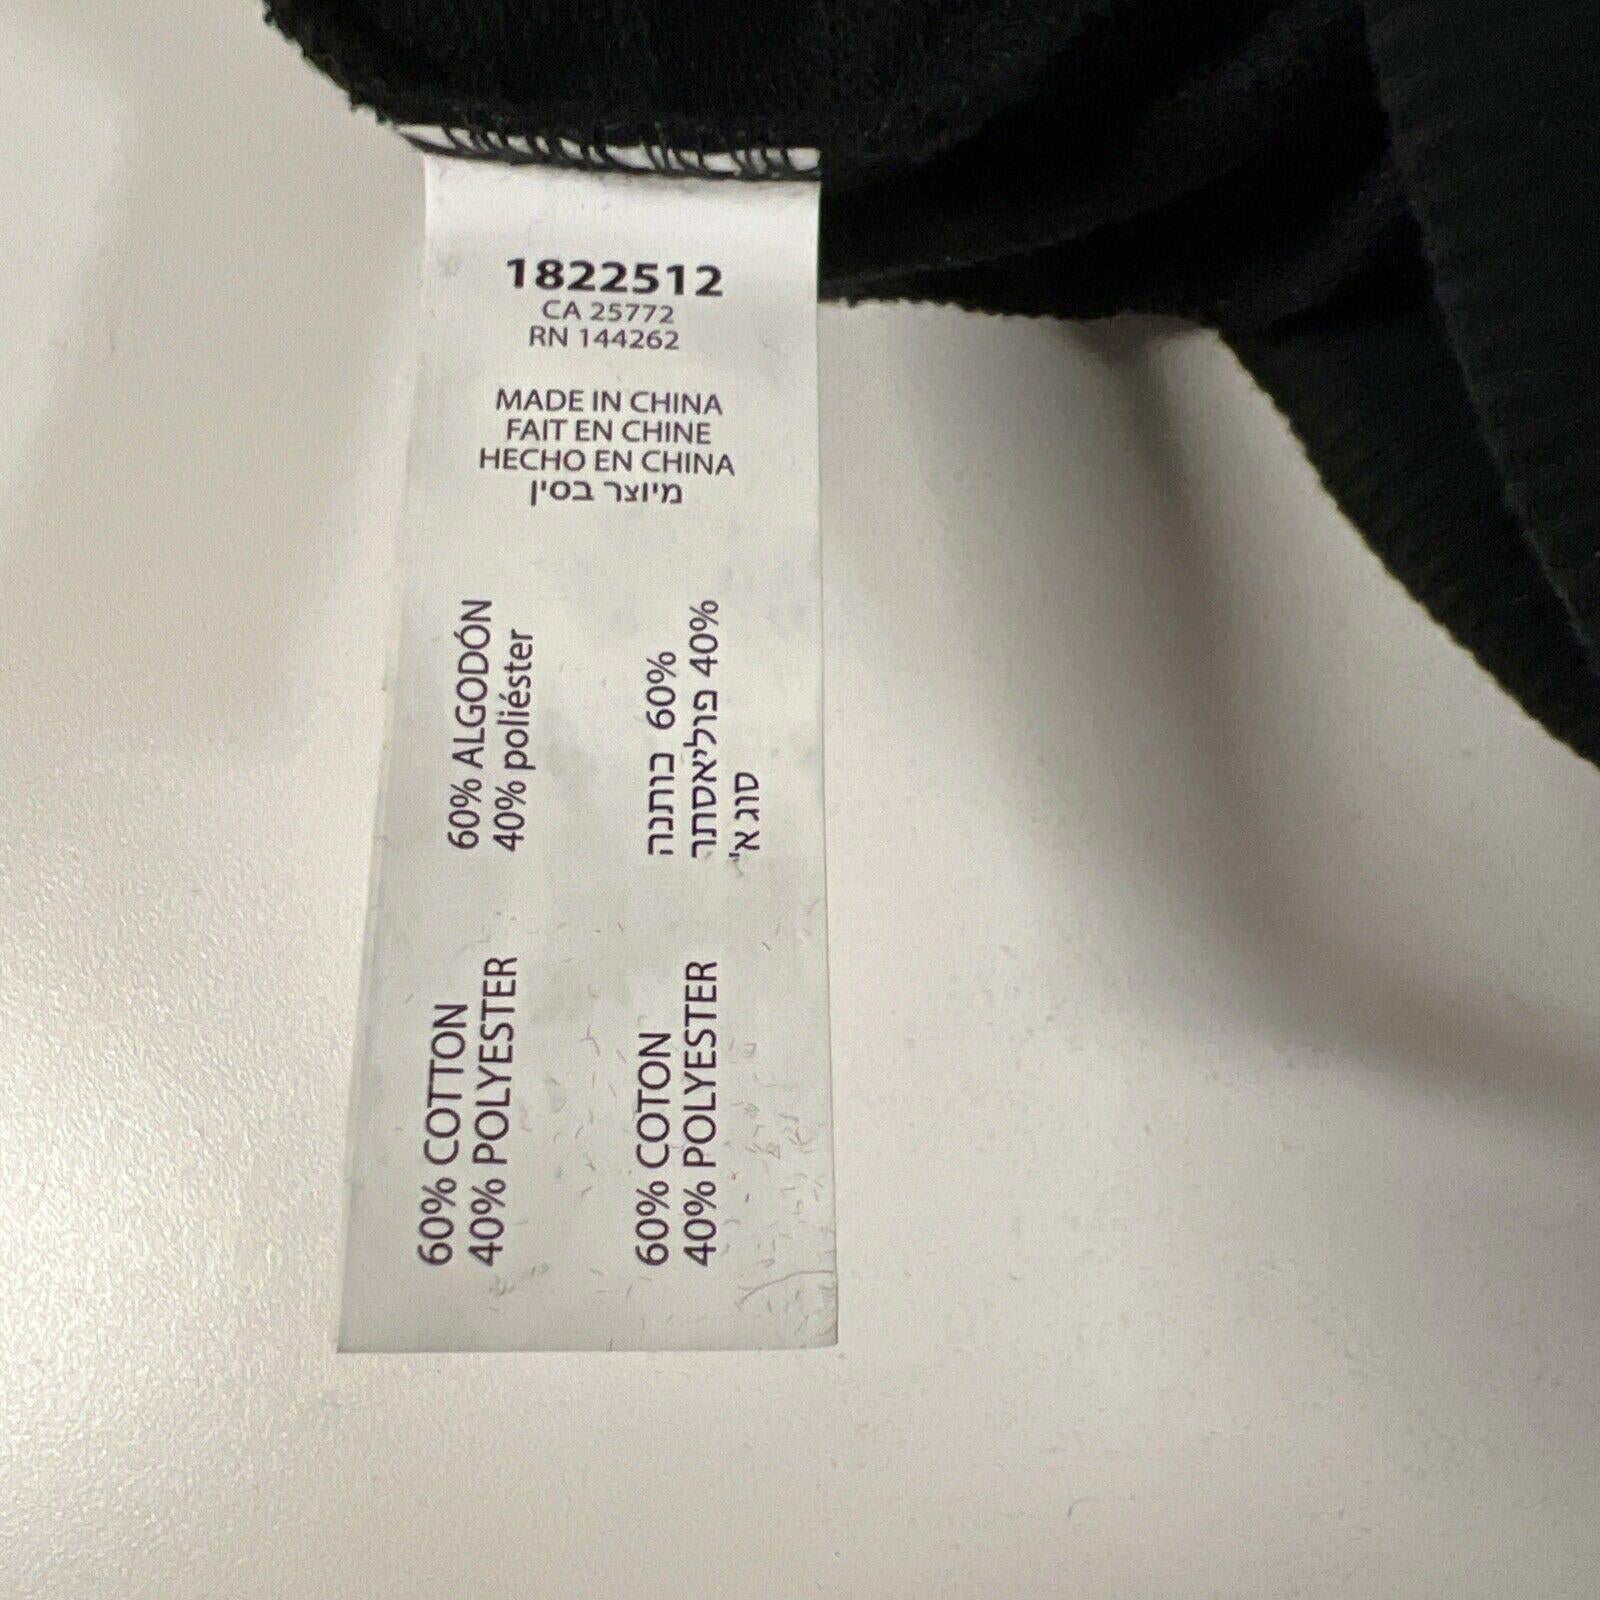 1822512
CA 25772
RN 144262
MADE IN CHINA
FAIT EN CHINE
HECHO EN CHINA
מיוצר בסין
60% COTTON
40% POLYESTER
60% ALGODÓN
40% poliéster
60% COTON
40% POLYESTER
60% כותנה
40% פוליאסתר
סוג א'